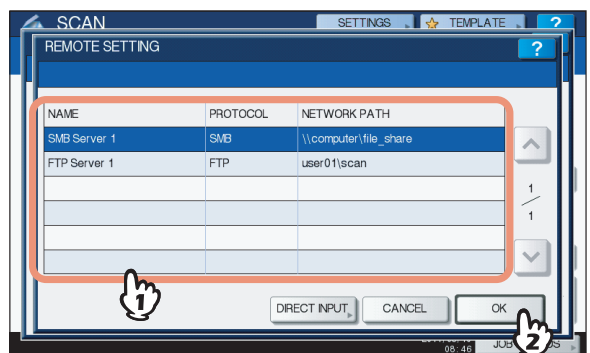 SCAN SETTINGS TEMPLATE ?
REMOTE SETTING ?
NAME PROTOCOL NETWORK PATH
SMB Server 1 SMB \\computer\file_share
FTP Server 1 FTP user01\scan
1
1
1
DIRECT INPUT CANCEL OK
2
08:46 JOB